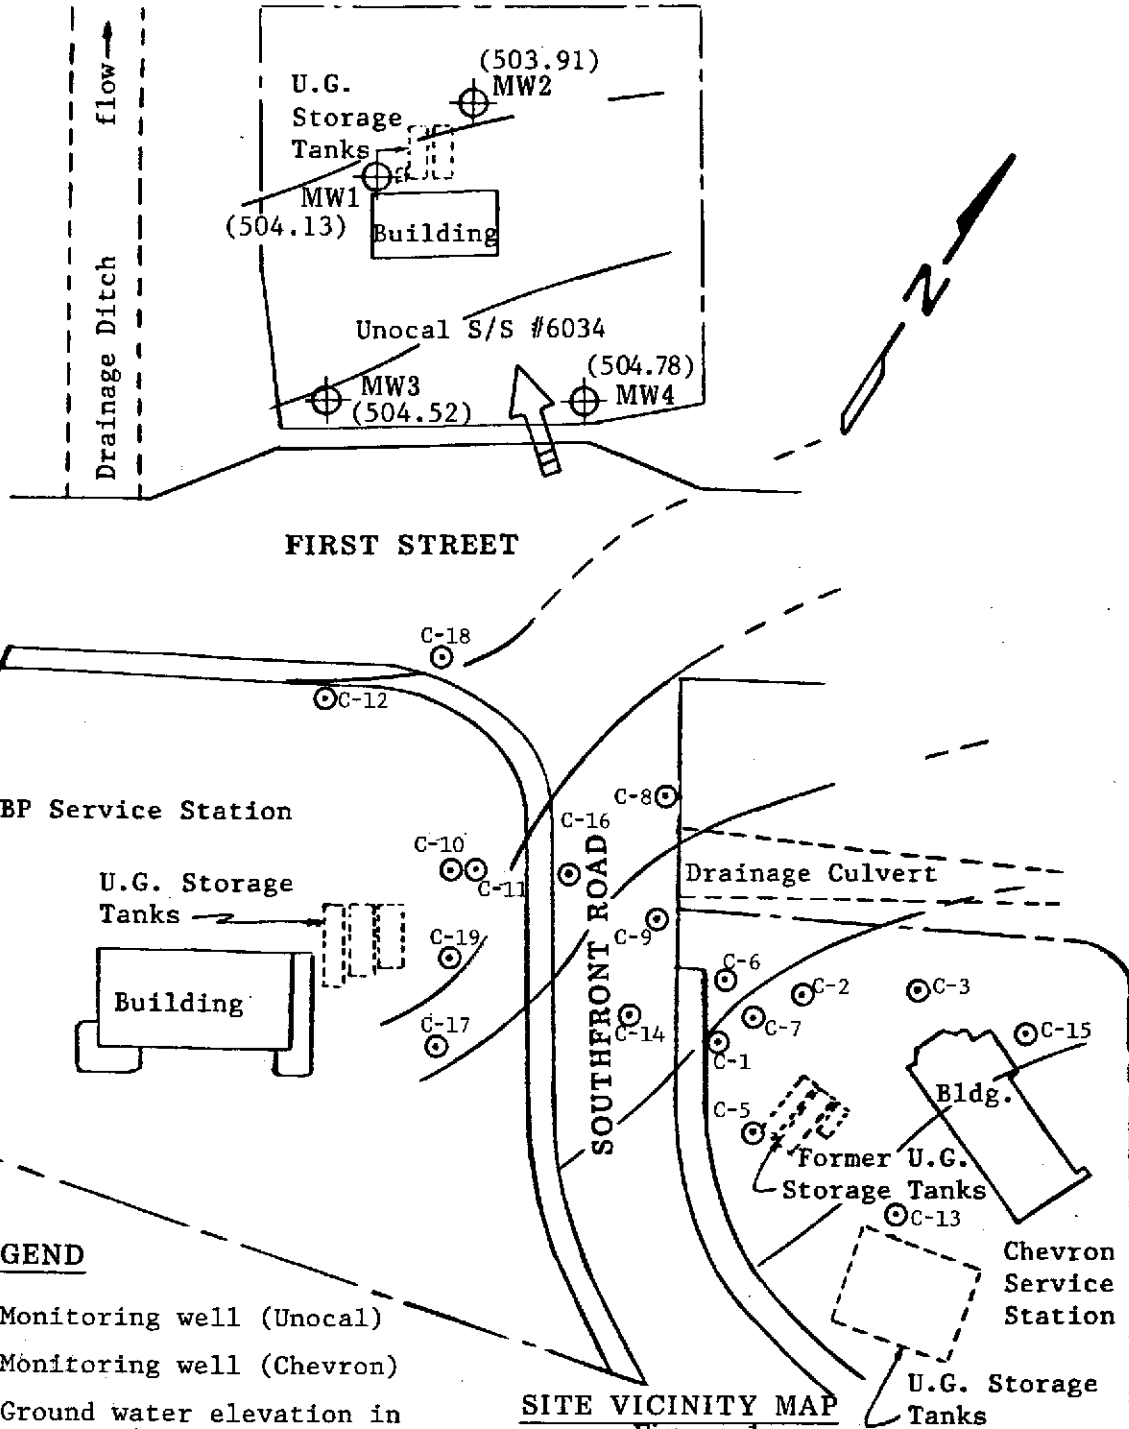 flow
(503.91)
MW2
U.G.
Storage
Tanks
MW1
(504.13)
Building
Drainage Ditch
Unocal S/S #6034
(504.78)
MW4
MW3
(504.52)
N
FIRST STREET
C-18
C-12
BP Service Station
C-8
C-16
C-10
C-11
U.G. Storage
Tanks
Drainage Culvert
SOUTHFRONT ROAD
C-9
C-19
C-6
C-2
C-3
Building
C-17
C-14
C-7
C-1
C-15
Bldg.
C-5
Former U.G.
Storage Tanks
C-13
Chevron
Service
Station
GEND
Monitoring well (Unocal)
Monitoring well (Chevron)
Ground water elevation in
U.G. Storage
Tanks
SITE VICINITY MAP